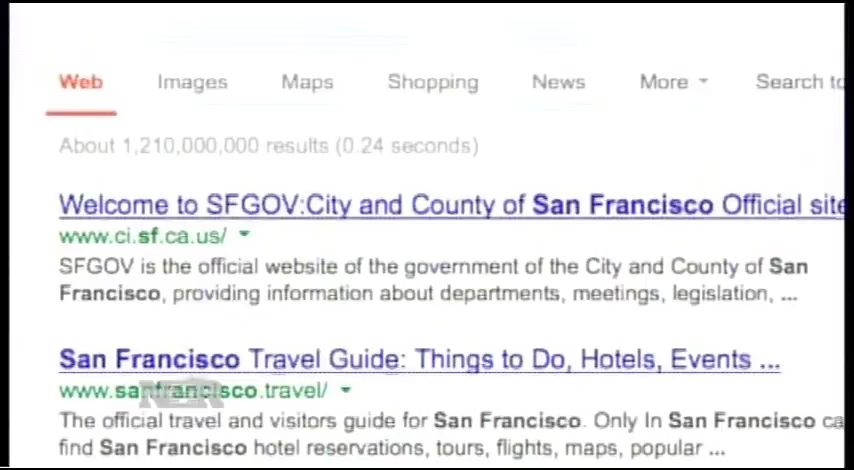 Web Images Maps Shopping News More Search to
About 1,210,000,000 results (0.24 seconds)
Welcome to SFGOV:City and County of San Francisco Official site
www.ci.sf.ca.us/
SFGOV is the official website of the government of the City and County of San
Francisco, providing information about departments, meetings, legislation, ...
San Francisco Travel Guide: Things to Do, Hotels, Events ...
www.sanfrancisco.travel/
The official travel and visitors guide for San Francisco. Only In San Francisco ca
find San Francisco hotel reservations, tours, flights, maps, popular ...